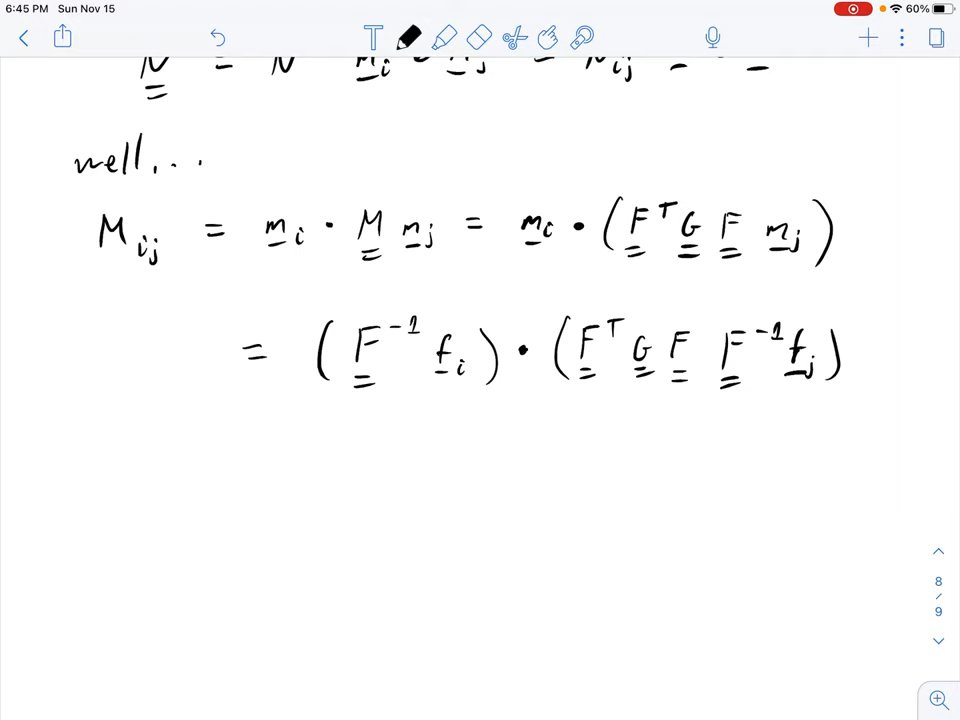 6:45 PM Sun Nov 15 60%
well...
M_ij = m_i · M m_j = m_i · (F^T G F m_j)
= (F^-1 f_i) · (F^T G F F^-1 f_j)
8
/
9